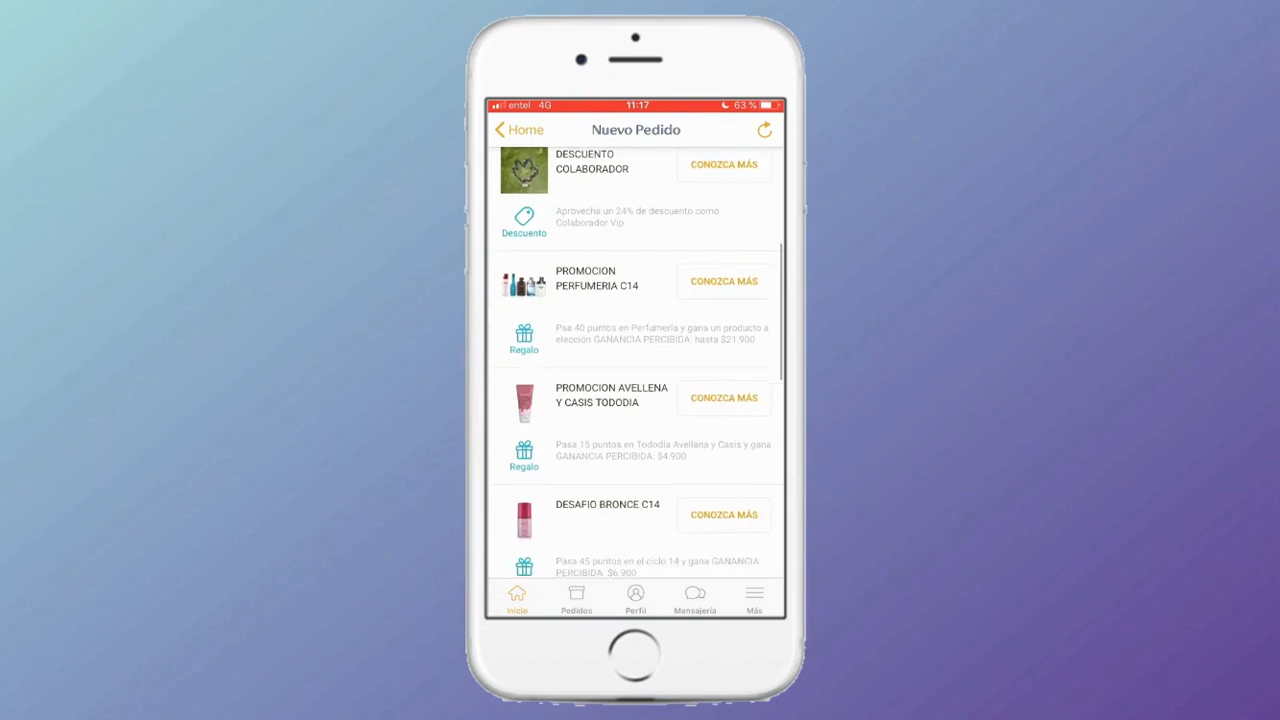 entel 4G 11:17 63 %
Home Nuevo Pedido
DESCUENTO
COLABORADOR
CONOZCA MÁS
Aprovecha un 24% de descuento como
Colaborador Vip
Descuento
PROMOCION
PERFUMERIA C14
CONOZCA MÁS
Psa 40 puntos en Perfumería y gana un producto a
elección GANANCIA PERCIBIDA hasta $21.900
Regalo
PROMOCION AVELLENA
Y CASIS TODODIA
CONOZCA MÁS
Pasa 15 puntos en Tododia Avellana y Casis y gana
GANANCIA PERCIBIDA: $4.900
Regalo
DESAFIO BRONCE C14
CONOZCA MÁS
Pasa 45 puntos en el ciclo 14 y gana GANANCIA
PERCIBIDA $6.900
Inicio Pedidos Perfil Mensajería Más